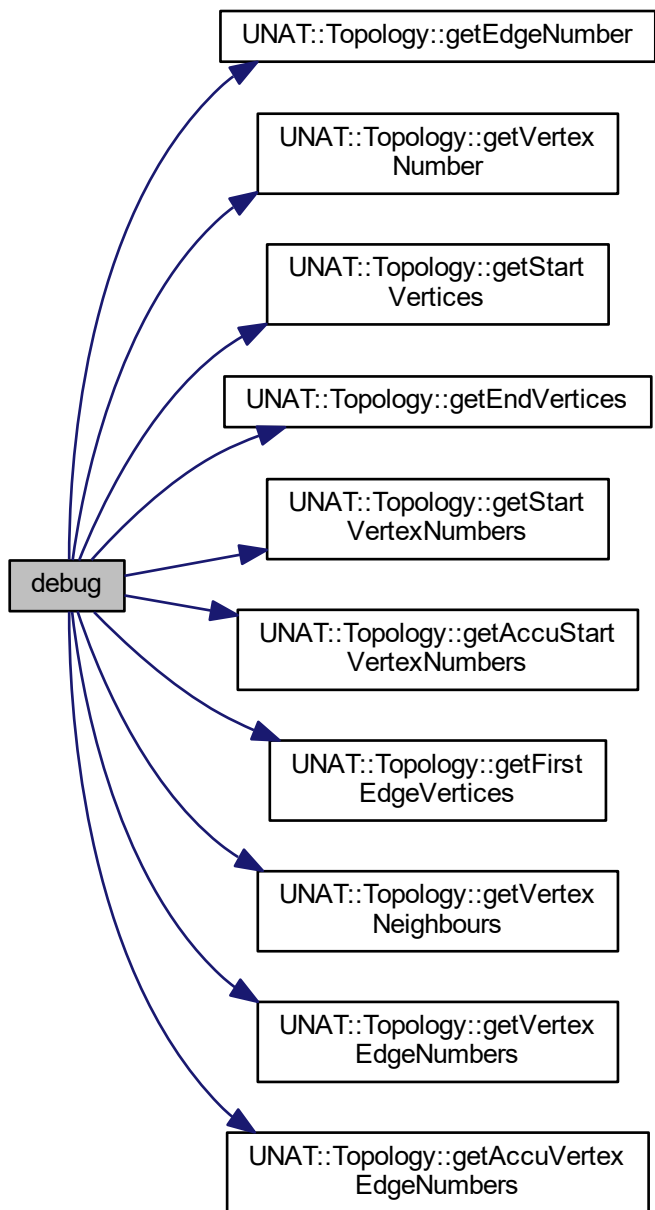 UNAT::Topology::getEdgeNumber
UNAT::Topology::getVertex
Number
UNAT::Topology::getStart
Vertices
UNAT::Topology::getEndVertices
UNAT::Topology::getStart
VertexNumbers
debug
UNAT::Topology::getAccuStart
VertexNumbers
UNAT::Topology::getFirst
EdgeVertices
UNAT::Topology::getVertex
Neighbours
UNAT::Topology::getVertex
EdgeNumbers
UNAT::Topology::getAccuVertex
EdgeNumbers